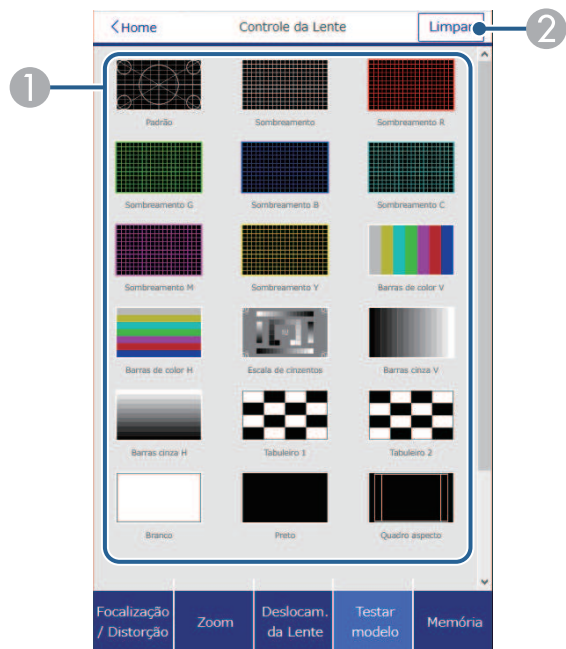 Home
Controle da Lente
Limpar
2
1
Padrão
Sombreamento
Sombreamento R
Sombreamento G
Sombreamento B
Sombreamento C
Sombreamento M
Sombreamento Y
Barras de color V
Barras de color H
Escala de cinzentos
Barras cinza V
Barras cinza H
Tabuleiro 1
Tabuleiro 2
Branco
Preto
Quadro aspecto
Focalização
/ Distorção
Zoom
Deslocam.
da Lente
Testar
modelo
Memória